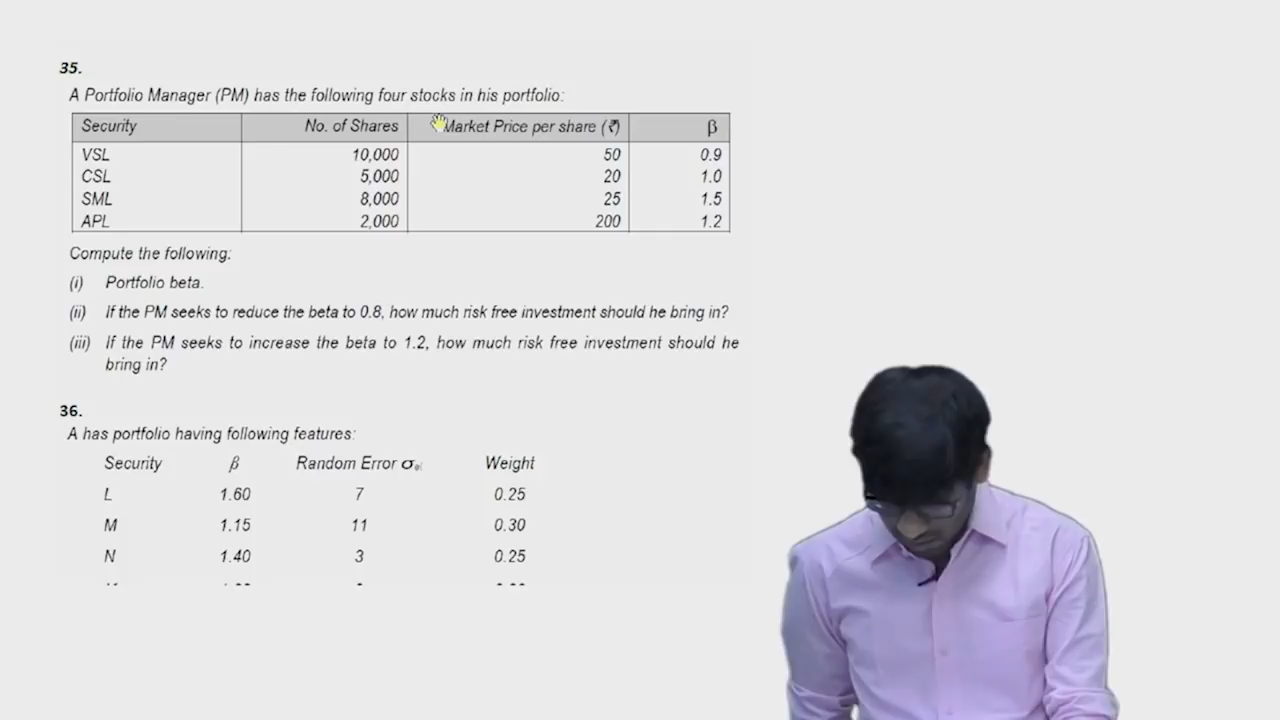 35.
A Portfolio Manager (PM) has the following four stocks in his portfolio:
Security No. of Shares Market Price per share (₹) β
VSL 10,000 50 0.9
CSL 5,000 20 1.0
SML 8,000 25 1.5
APL 2,000 200 1.2
Compute the following:
(i) Portfolio beta.
(ii) If the PM seeks to reduce the beta to 0.8, how much risk free investment should he bring in?
(iii) If the PM seeks to increase the beta to 1.2, how much risk free investment should he
bring in?
36.
A has portfolio having following features:
Security β Random Error σei Weight
L 1.60 7 0.25
M 1.15 11 0.30
N 1.40 3 0.25